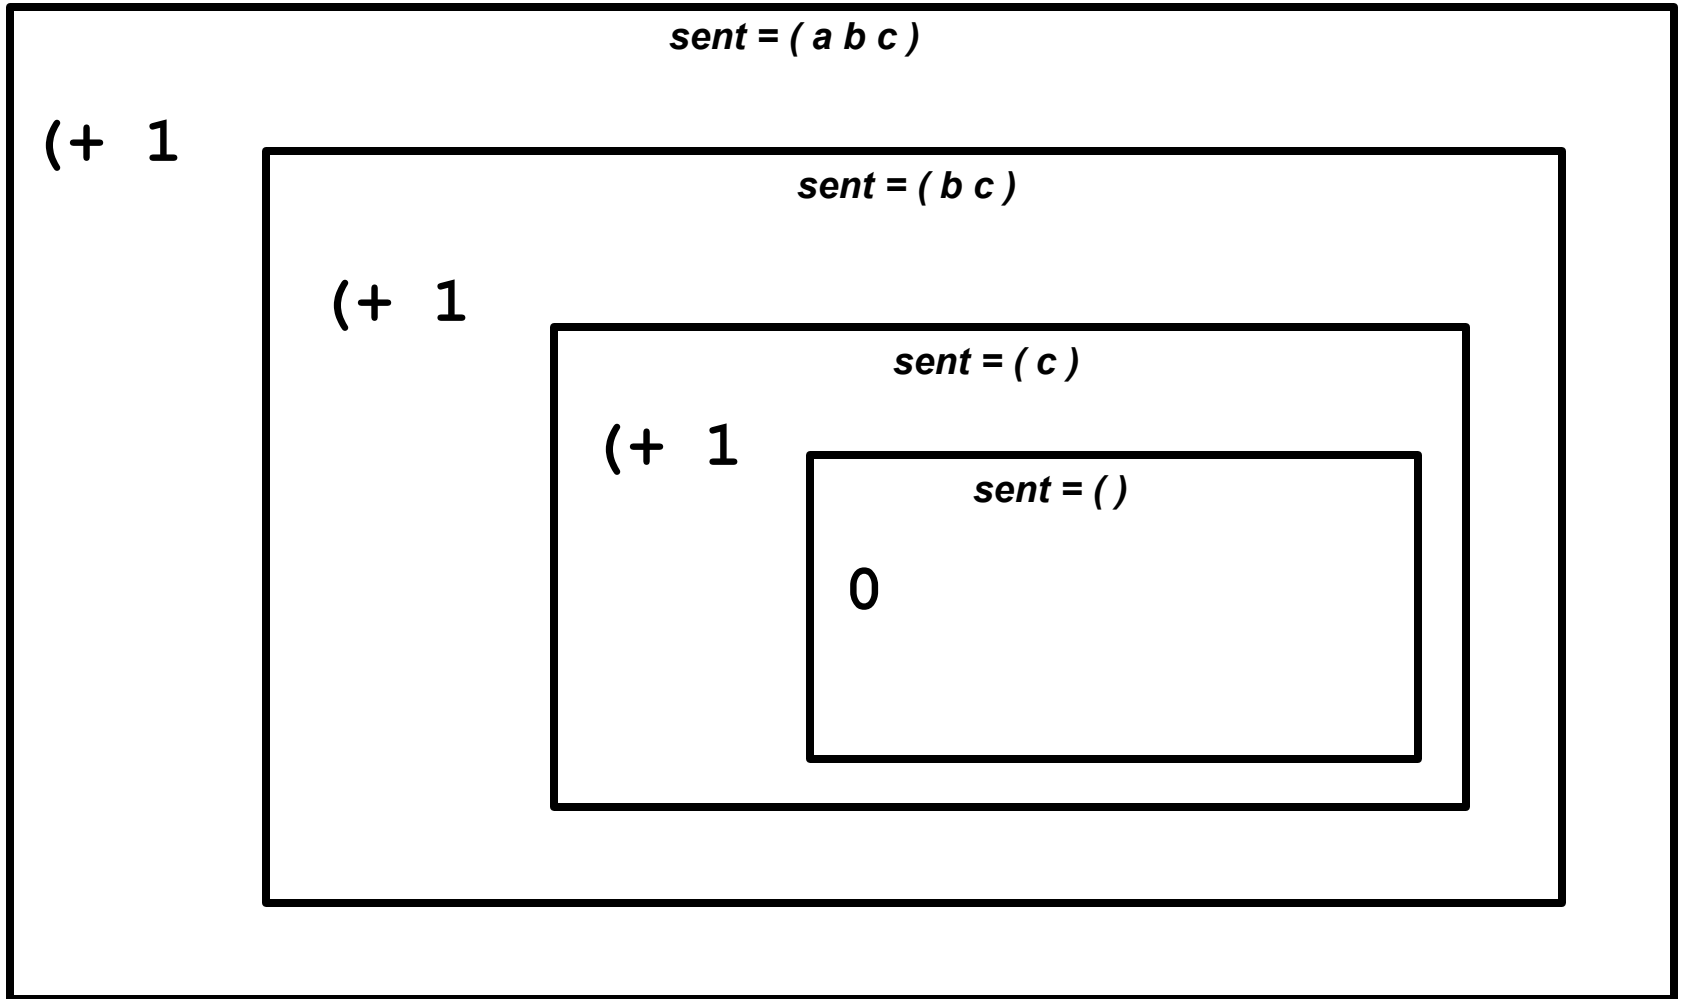 sent = ( a b c )
(+ 1
sent = ( b c )
(+ 1
sent = ( c )
(+ 1
sent = ( )
0